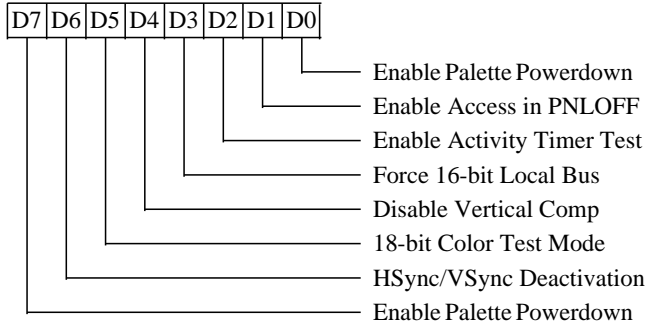 D7 D6 D5 D4 D3 D2 D1 D0
Enable Palette Powerdown
Enable Access in PNLOFF
Enable Activity Timer Test
Force 16-bit Local Bus
Disable Vertical Comp
18-bit Color Test Mode
HSync/VSync Deactivation
Enable Palette Powerdown